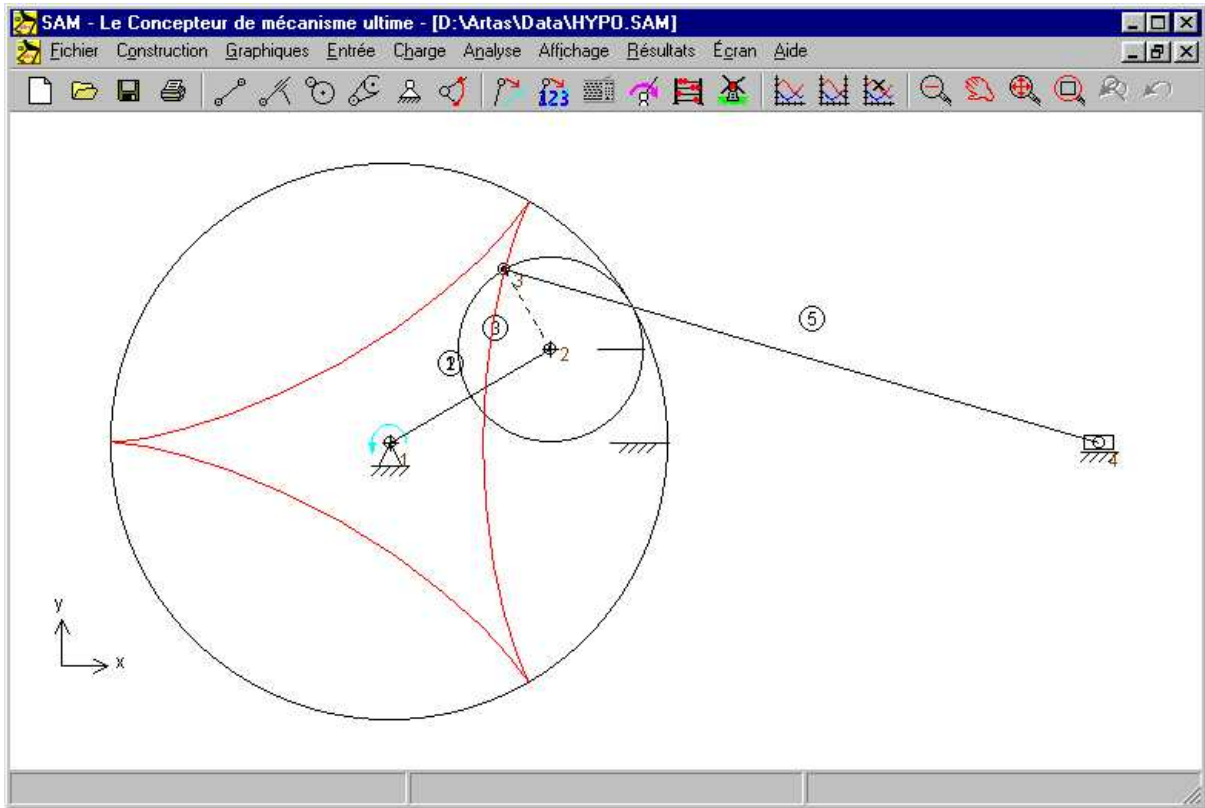 SAM - Le Concepteur de mécanisme ultime - [D:\Artas\Data\HYPO.SAM]
Fichier Construction Graphiques Entrée Charge Analyse Affichage Résultats Écran Aide
123
3
5
3
2
1
4
y
x